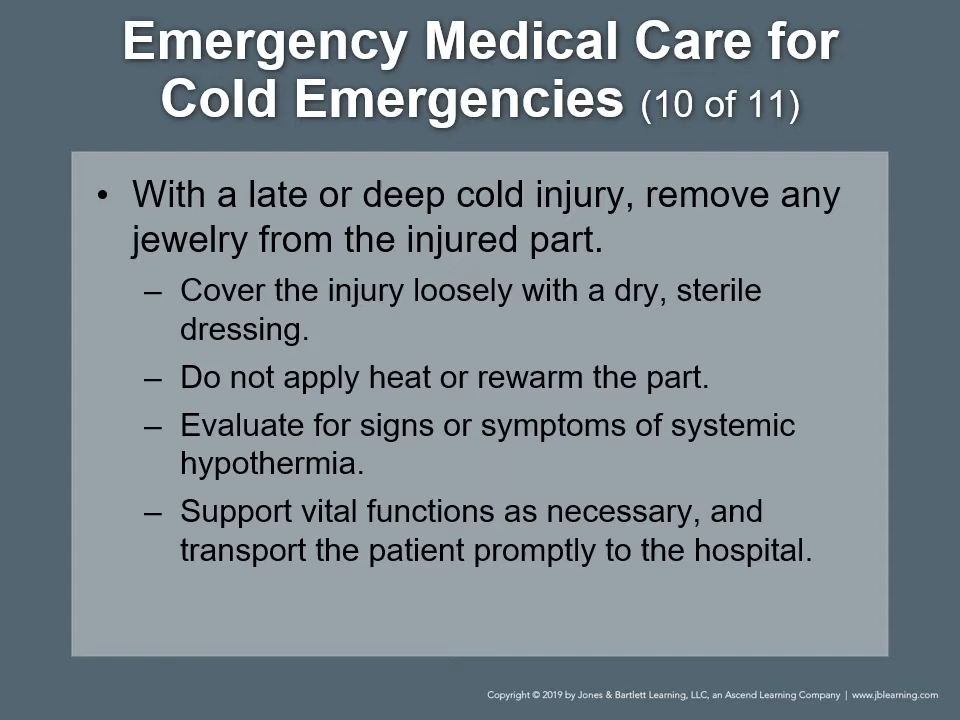 Emergency Medical Care for
Cold Emergencies (10 of 11)
• With a late or deep cold injury, remove any
jewelry from the injured part.
– Cover the injury loosely with a dry, sterile
dressing.
– Do not apply heat or rewarm the part.
– Evaluate for signs or symptoms of systemic
hypothermia.
– Support vital functions as necessary, and
transport the patient promptly to the hospital.
Copyright © 2019 by Jones & Bartlett Learning, LLC, an Ascend Learning Company | www.jblearning.com